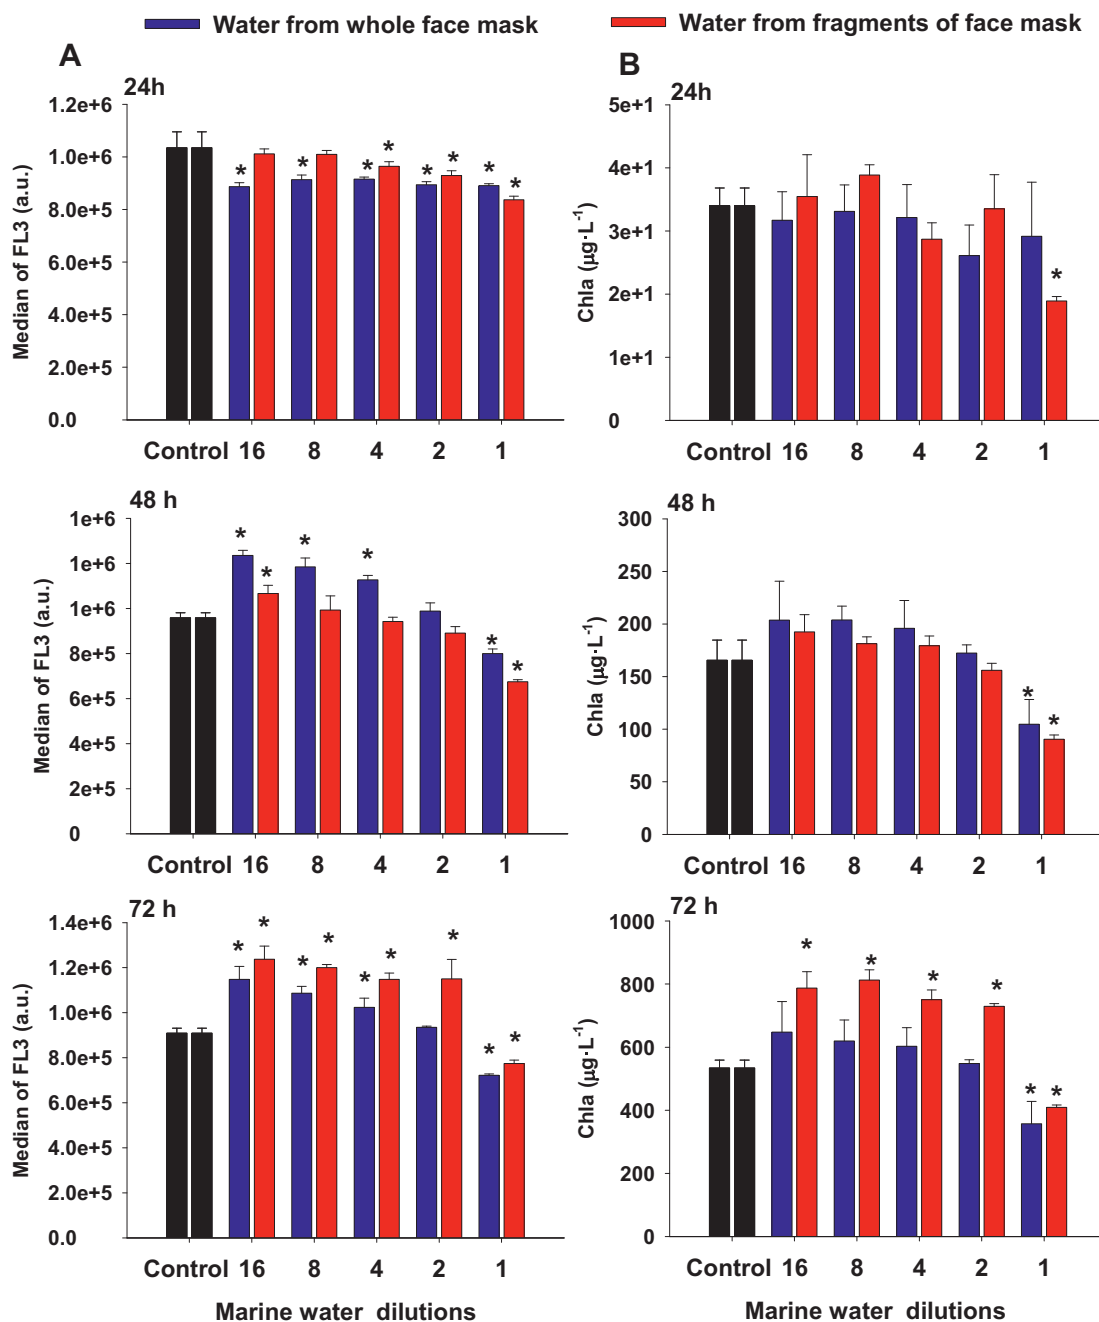 Water from whole face mask
Water from fragments of face mask
A
24h
1.2e+6
1.0e+6
8.0e+5
6.0e+5
4.0e+5
2.0e+5
0.0
Median of FL3 (a.u.)
* * * * * * * *
Control 16 8 4 2 1
B
24h
5e+1
4e+1
3e+1
2e+1
1e+1
0
Chla (µg·L-1)
*
Control 16 8 4 2 1
48 h
1e+6
1e+6
1e+6
8e+5
6e+5
4e+5
2e+5
0
Median of FL3 (a.u.)
* * * * * *
Control 16 8 4 2 1
48 h
300
250
200
150
100
50
0
Chla (µg·L-1)
* *
Control 16 8 4 2 1
72 h
1.4e+6
1.2e+6
1.0e+6
8.0e+5
6.0e+5
4.0e+5
2.0e+5
0.0
Median of FL3 (a.u.)
* * * * * * * * *
Control 16 8 4 2 1
Marine water dilutions
72 h
1000
800
600
400
200
0
Chla (µg·L-1)
* * * * * *
Control 16 8 4 2 1
Marine water dilutions